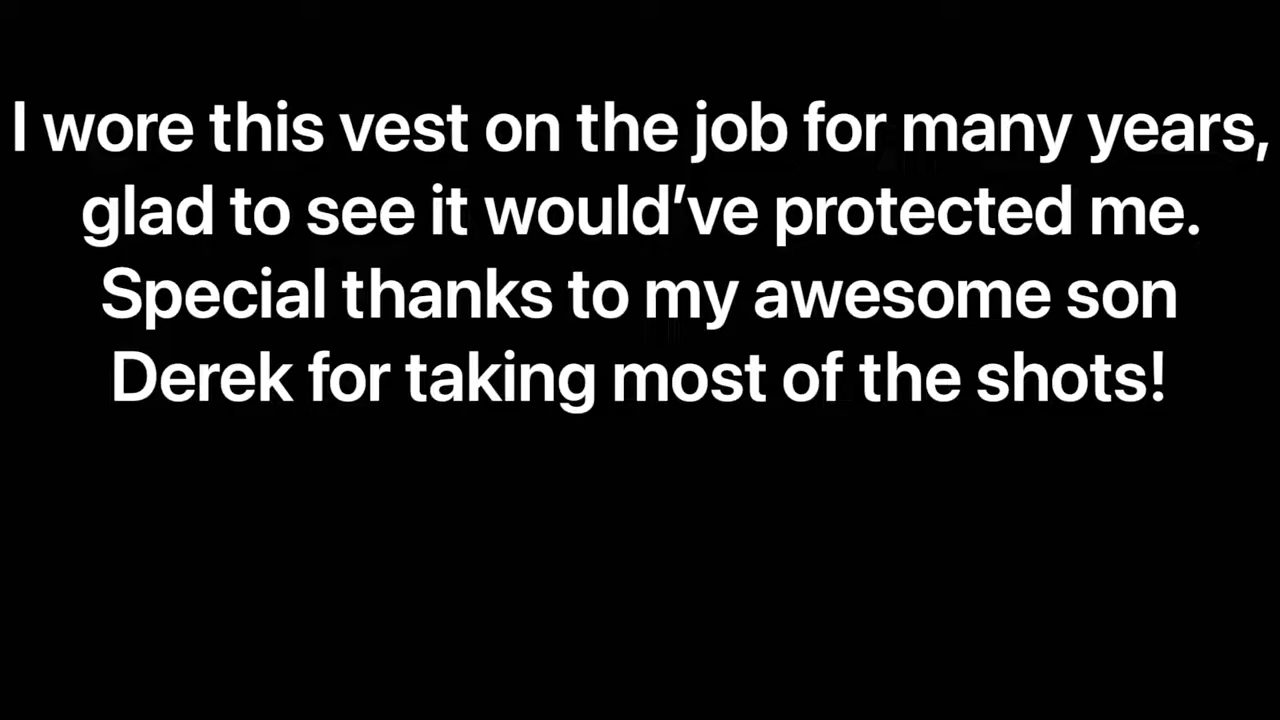 I wore this vest on the job for many years,
glad to see it would’ve protected me.
Special thanks to my awesome son
Derek for taking most of the shots!